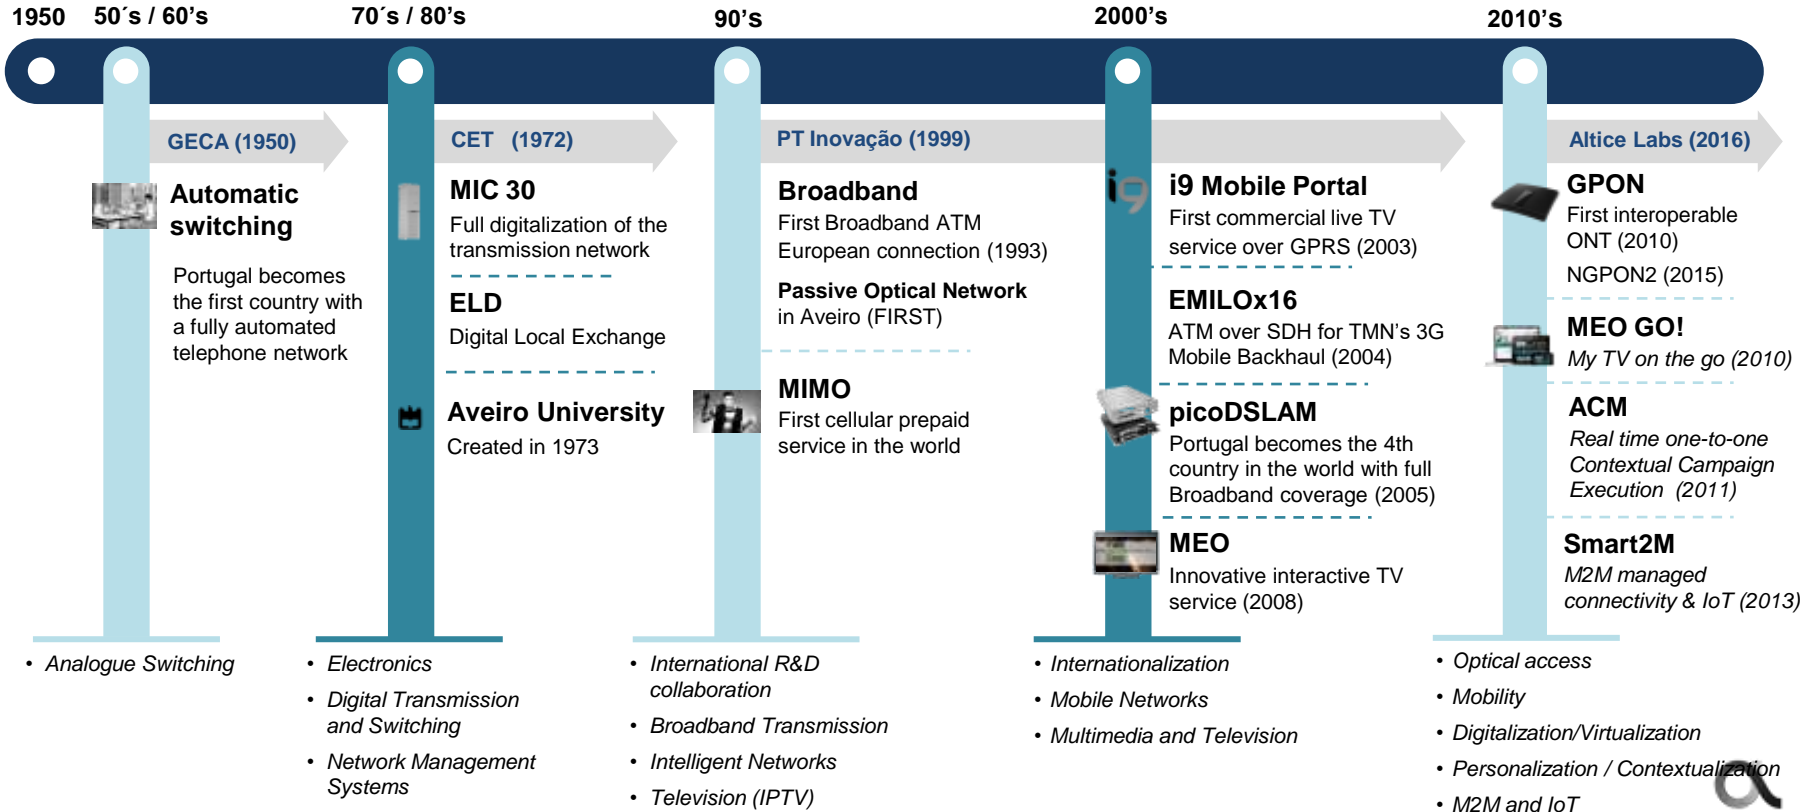 1950
50´s / 60's
70´s / 80's
90's
2000's
2010's
GECA (1950)
CET (1972)
PT Inovação (1999)
Altice Labs (2016)
Automatic
switching
Portugal becomes
the first country with
a fully automated
telephone network
• Analogue Switching
MIC 30
Full digitalization of the
transmission network
ELD
Digital Local Exchange
Aveiro University
Created in 1973
• Electronics
• Digital Transmission
and Switching
• Network Management
Systems
Broadband
First Broadband ATM
European connection (1993)
Passive Optical Network
in Aveiro (FIRST)
MIMO
First cellular prepaid
service in the world
• International R&D
collaboration
• Broadband Transmission
• Intelligent Networks
• Television (IPTV)
i9
i9 Mobile Portal
First commercial live TV
service over GPRS (2003)
EMILOx16
ATM over SDH for TMN's 3G
Mobile Backhaul (2004)
picoDSLAM
Portugal becomes the 4th
country in the world with full
Broadband coverage (2005)
MEO
Innovative interactive TV
service (2008)
• Internationalization
• Mobile Networks
• Multimedia and Television
GPON
First interoperable
ONT (2010)
NGPON2 (2015)
MEO GO!
My TV on the go (2010)
ACM
Real time one-to-one
Contextual Campaign
Execution (2011)
Smart2M
M2M managed
connectivity & IoT (2013)
• Optical access
• Mobility
• Digitalization/Virtualization
• Personalization / Contextualization
• M2M and IoT